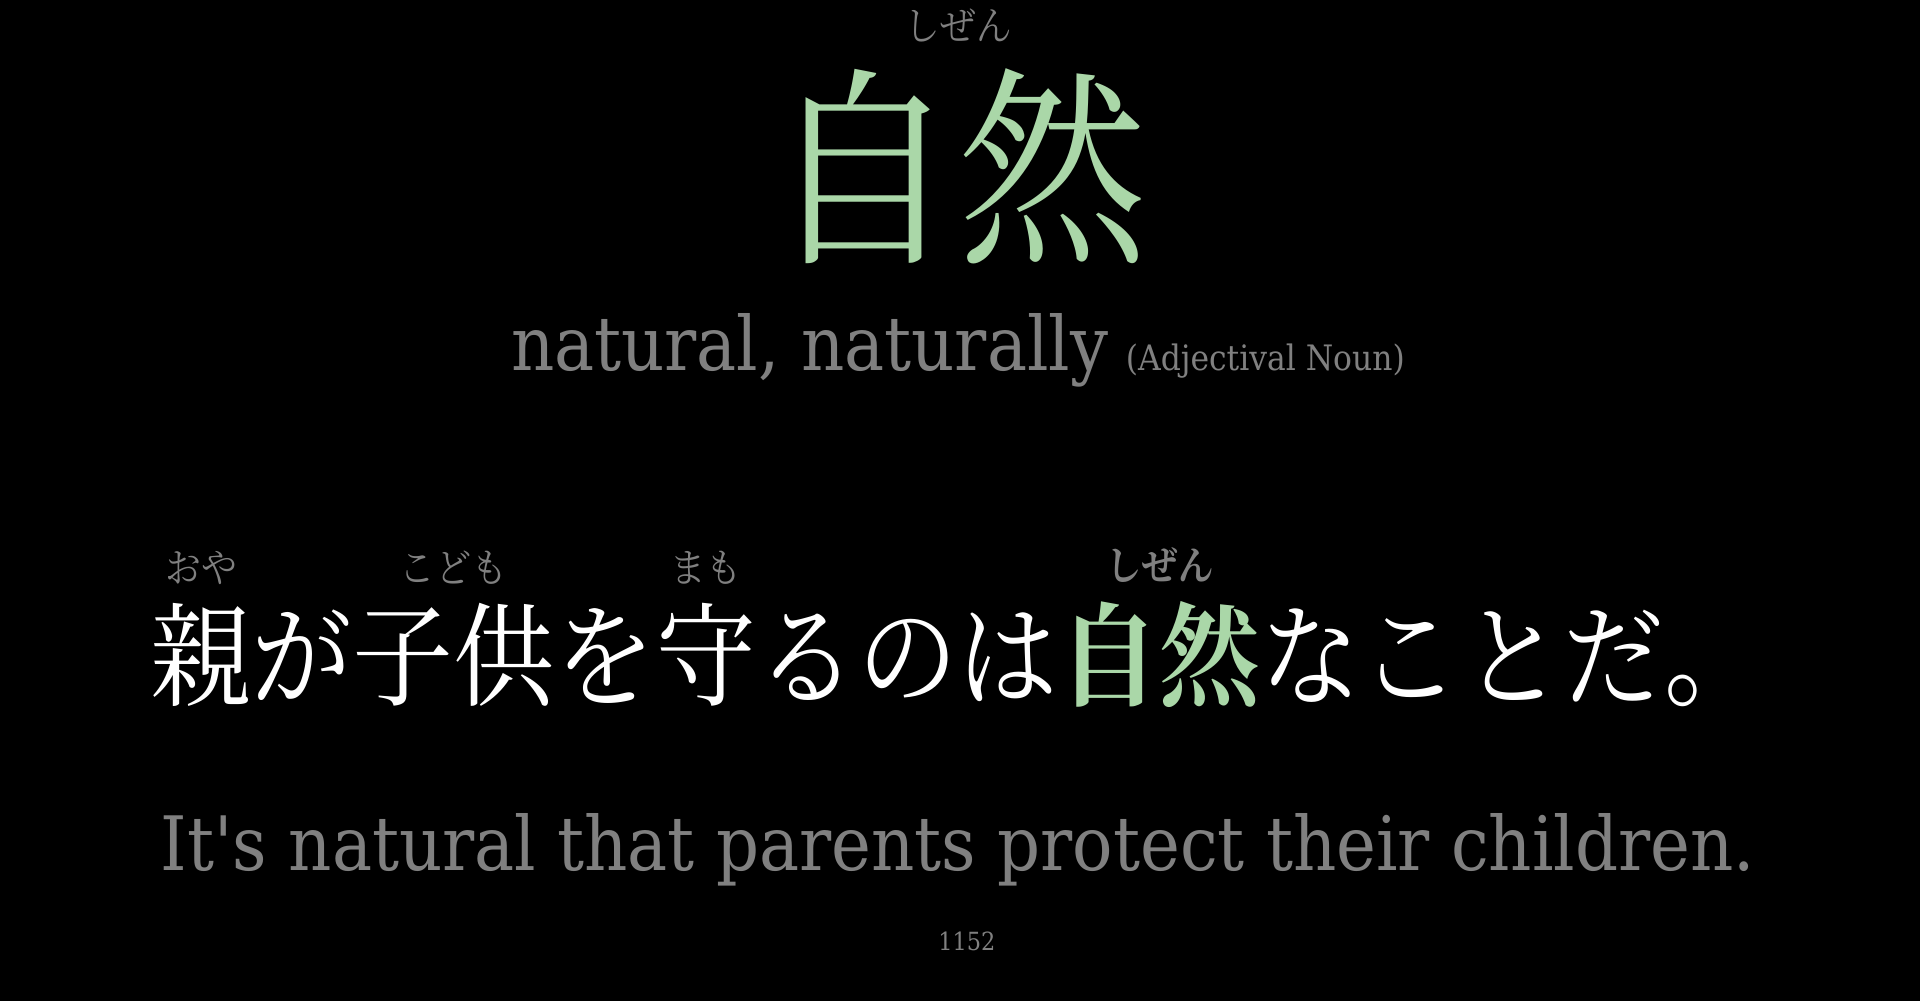 しぜん
自然
natural, naturally (Adjectival Noun)
おや こども まも しぜん
親が子供を守るのは自然なことだ。
It's natural that parents protect their children.
1152